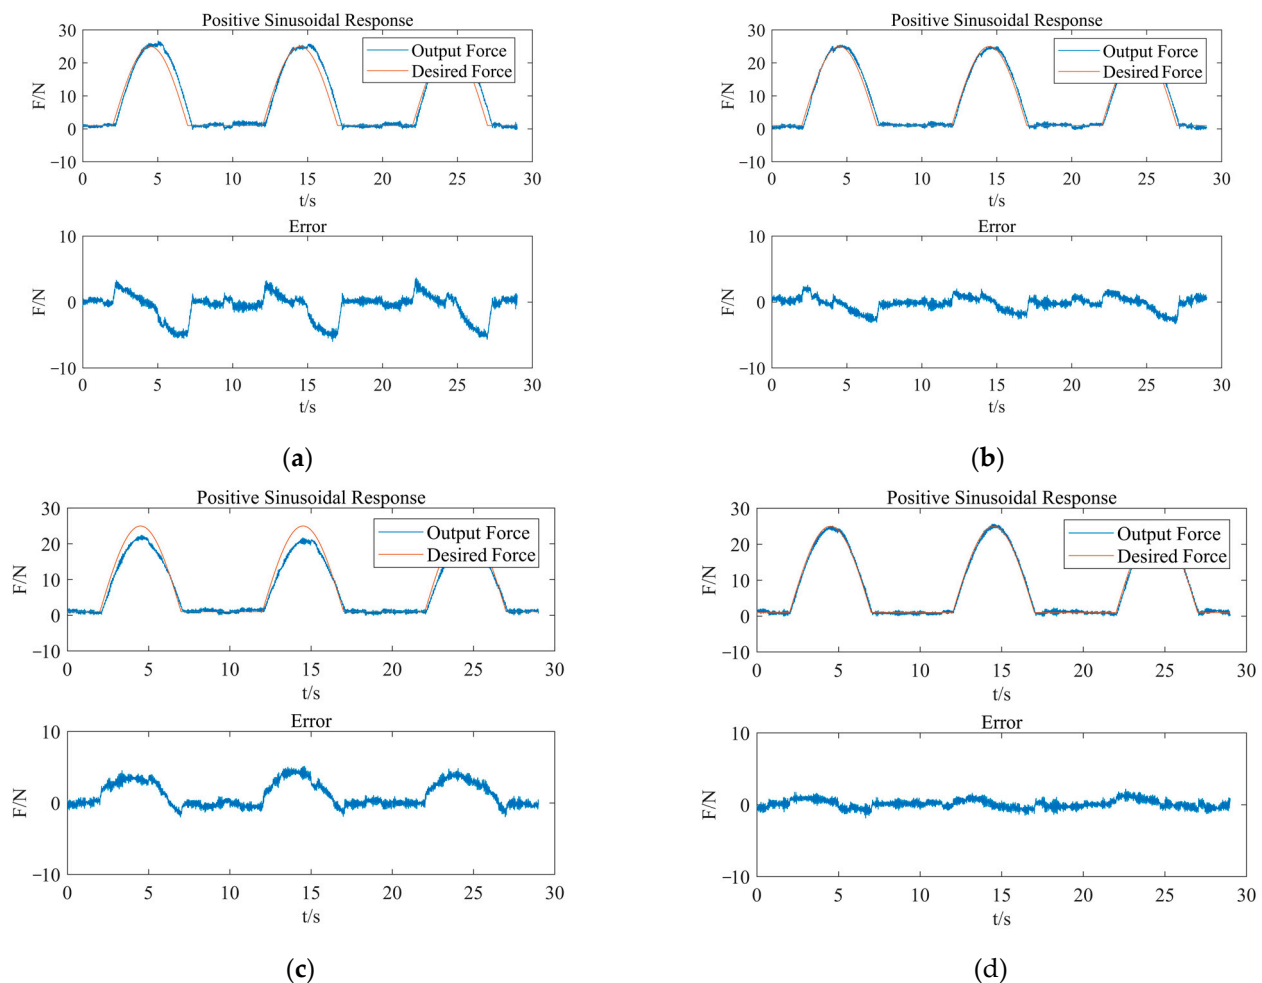 Positive Sinusoidal Response
30
20
10
0
−10
F/N
Output Force
Desired Force
0 5 10 15 20 25 30
t/s
Error
10
0
−10
F/N
0 5 10 15 20 25 30
t/s
(a)
Positive Sinusoidal Response
30
20
10
0
−10
F/N
Output Force
Desired Force
0 5 10 15 20 25 30
t/s
Error
10
0
−10
F/N
0 5 10 15 20 25 30
t/s
(b)
Positive Sinusoidal Response
30
20
10
0
−10
F/N
Output Force
Desired Force
0 5 10 15 20 25 30
t/s
Error
10
0
−10
F/N
0 5 10 15 20 25 30
t/s
(c)
Positive Sinusoidal Response
30
20
10
0
−10
F/N
Output Force
Desired Force
0 5 10 15 20 25 30
t/s
Error
10
0
−10
F/N
0 5 10 15 20 25 30
t/s
(d)